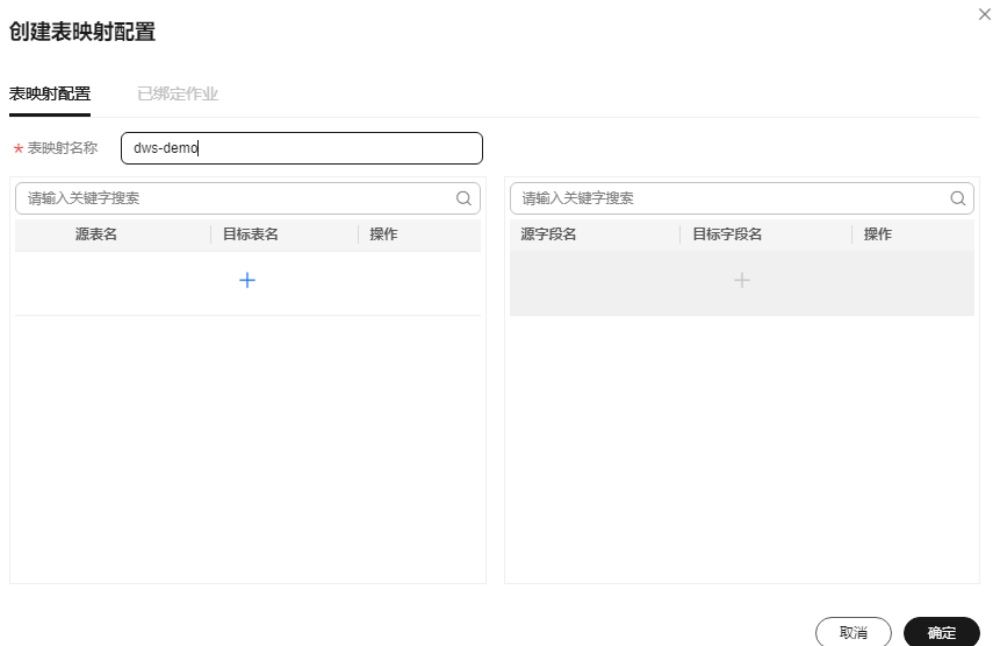 创建表映射配置
表映射配置 已绑定作业
* 表映射名称 dws-demo
请输入关键字搜索 请输入关键字搜索
源表名 目标表名 操作 源字段名 目标字段名 操作
取消 确定